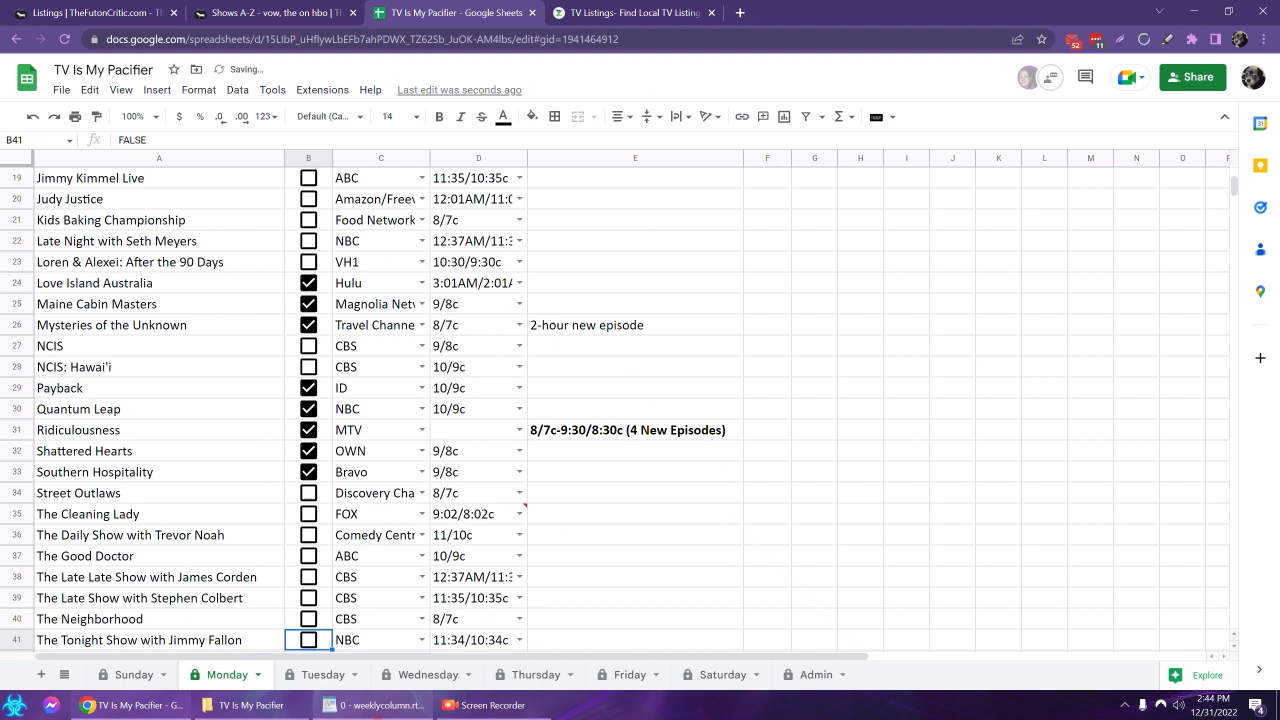 Listings | TheFutonCritic.com
Shows A-Z - vow, the on hbo | Th
TV Is My Pacifier - Google Sheets
TV Listings- Find Local TV Listing
docs.google.com/spreadsheets/d/15LlbP_uHflywLbEFb7ahPDWX_TZ62Sb_JuOK-AM4lbs/edit#gid=1941464912
52
11
TV Is My Pacifier
Saving...
File Edit View Insert Format Data Tools Extensions Help Last edit was seconds ago
Share
100% $ % .0 .00 123 Default (Ca... 14 B I S A
B41 fx FALSE
A B C D E F G H I J K L M N O P
19 Jimmy Kimmel Live ABC 11:35/10:35c
20 Judy Justice Amazon/Freev 12:01AM/11:0
21 Kids Baking Championship Food Network 8/7c
22 Late Night with Seth Meyers NBC 12:37AM/11:3
23 Loren & Alexei: After the 90 Days VH1 10:30/9:30c
24 Love Island Australia Hulu 3:01AM/2:01A
25 Maine Cabin Masters Magnolia Netw 9/8c
26 Mysteries of the Unknown Travel Channe 8/7c 2-hour new episode
27 NCIS CBS 9/8c
28 NCIS: Hawai'i CBS 10/9c
29 Payback ID 10/9c
30 Quantum Leap NBC 10/9c
31 Ridiculousness MTV 8/7c-9:30/8:30c (4 New Episodes)
32 Shattered Hearts OWN 9/8c
33 Southern Hospitality Bravo 9/8c
34 Street Outlaws Discovery Cha 8/7c
35 The Cleaning Lady FOX 9:02/8:02c
36 The Daily Show with Trevor Noah Comedy Centr 11/10c
37 The Good Doctor ABC 10/9c
38 The Late Late Show with James Corden CBS 12:37AM/11:3
39 The Late Show with Stephen Colbert CBS 11:35/10:35c
40 The Neighborhood CBS 8/7c
41 The Tonight Show with Jimmy Fallon NBC 11:34/10:34c
Sunday Monday Tuesday Wednesday Thursday Friday Saturday Admin Explore
TV Is My Pacifier - G... TV Is My Pacifier 0 - weeklycolumn.rt... Screen Recorder
2:44 PM
12/31/2022
4